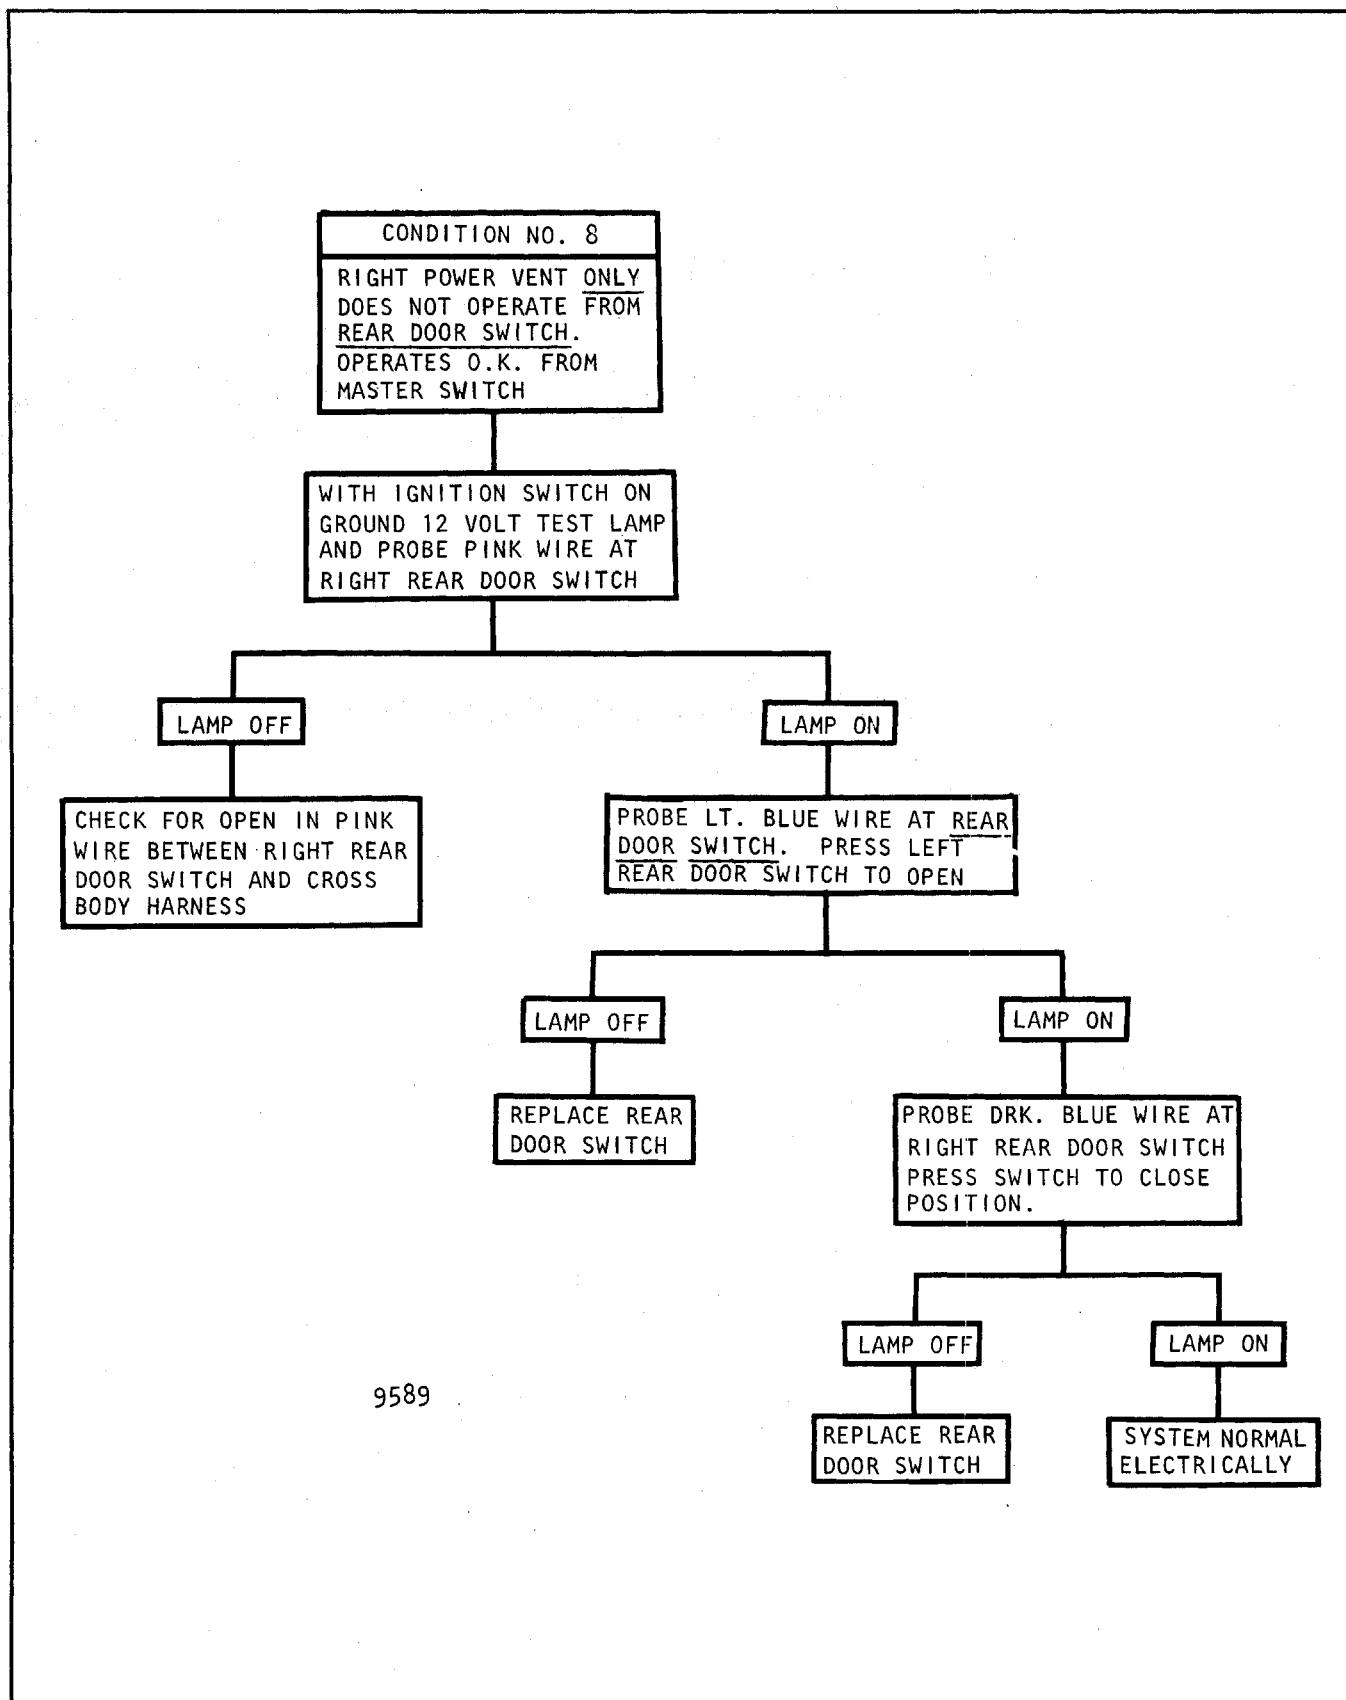 CONDITION NO. 8
RIGHT POWER VENT ONLY
DOES NOT OPERATE FROM
REAR DOOR SWITCH.
OPERATES O.K. FROM
MASTER SWITCH
WITH IGNITION SWITCH ON
GROUND 12 VOLT TEST LAMP
AND PROBE PINK WIRE AT
RIGHT REAR DOOR SWITCH
LAMP OFF
LAMP ON
CHECK FOR OPEN IN PINK
WIRE BETWEEN RIGHT REAR
DOOR SWITCH AND CROSS
BODY HARNESS
PROBE LT. BLUE WIRE AT REAR
DOOR SWITCH. PRESS LEFT
REAR DOOR SWITCH TO OPEN
LAMP OFF
LAMP ON
REPLACE REAR
DOOR SWITCH
PROBE DRK. BLUE WIRE AT
RIGHT REAR DOOR SWITCH
PRESS SWITCH TO CLOSE
POSITION.
LAMP OFF
LAMP ON
REPLACE REAR
DOOR SWITCH
SYSTEM NORMAL
ELECTRICALLY
9589